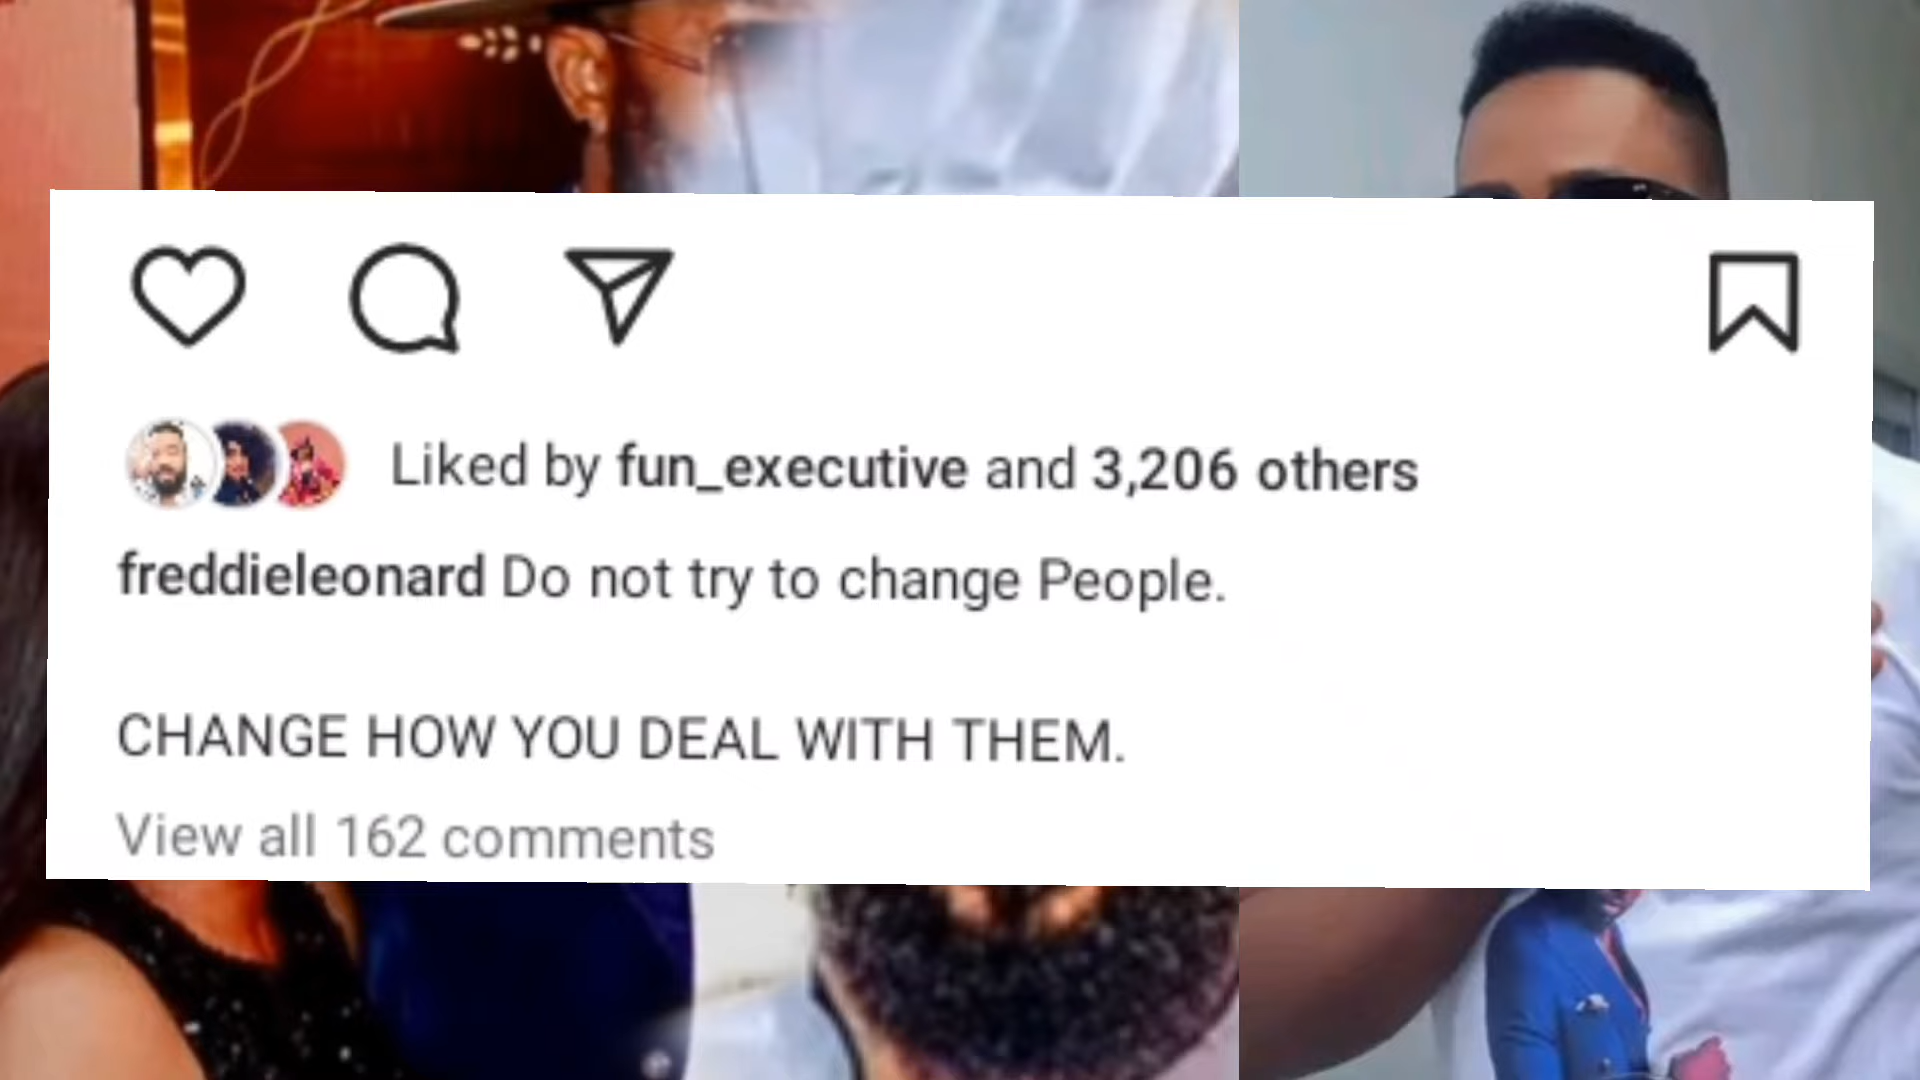 Liked by fun_executive and 3,206 others
freddieleonard Do not try to change People.
CHANGE HOW YOU DEAL WITH THEM.
View all 162 comments